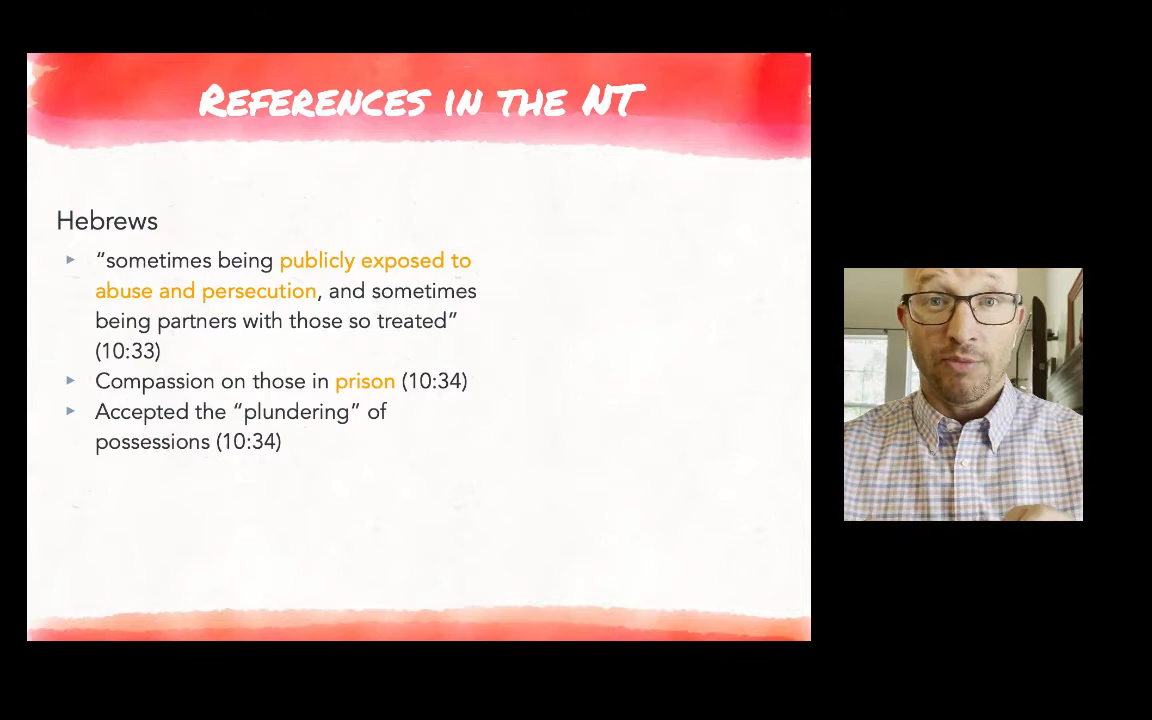 References in the NT
Hebrews
“sometimes being publicly exposed to
abuse and persecution, and sometimes
being partners with those so treated”
(10:33)
Compassion on those in prison (10:34)
Accepted the “plundering” of
possessions (10:34)